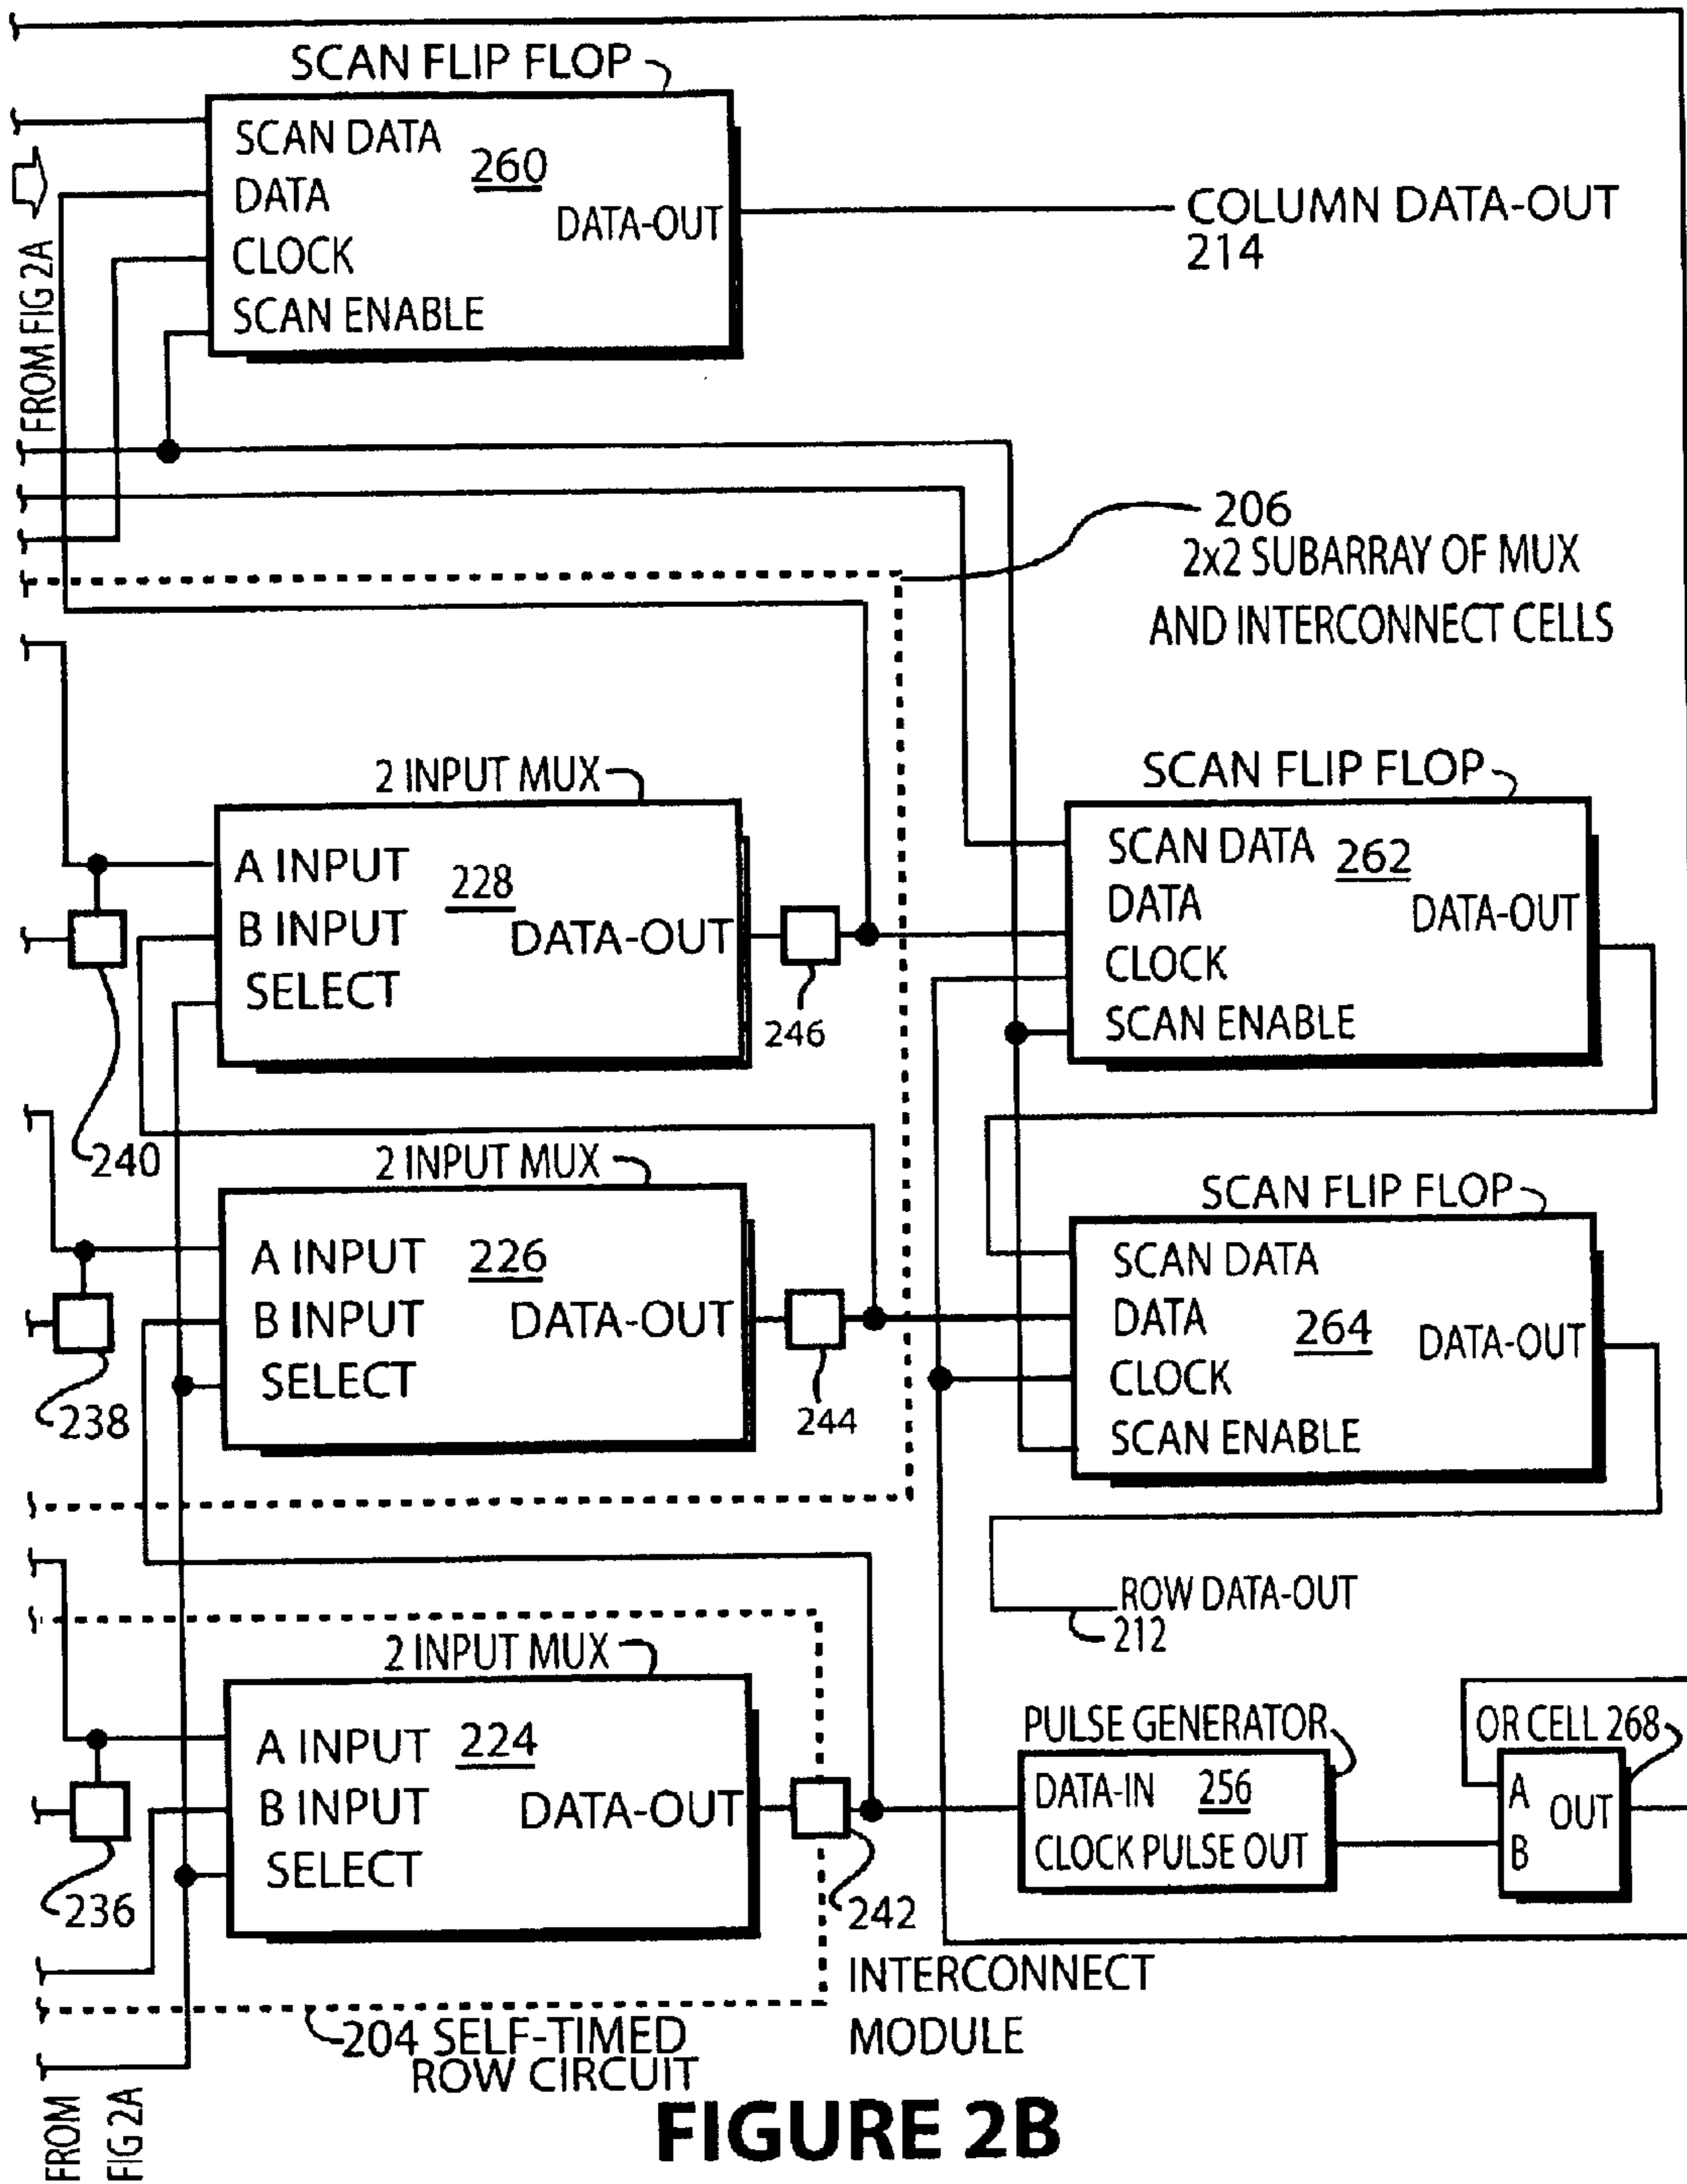 SCAN FLIP FLOP
SCAN DATA
260
DATA
DATA-OUT
CLOCK
SCAN ENABLE
COLUMN DATA-OUT
214
FROM FIG 2A
206
2x2 SUBARRAY OF MUX
AND INTERCONNECT CELLS
2 INPUT MUX
A INPUT
228
B INPUT
DATA-OUT
SELECT
246
240
SCAN FLIP FLOP
SCAN DATA
262
DATA
DATA-OUT
CLOCK
SCAN ENABLE
2 INPUT MUX
A INPUT
226
B INPUT
DATA-OUT
SELECT
244
238
SCAN FLIP FLOP
SCAN DATA
DATA
264
DATA-OUT
CLOCK
SCAN ENABLE
ROW DATA-OUT
212
2 INPUT MUX
A INPUT
224
B INPUT
DATA-OUT
SELECT
236
242
INTERCONNECT
MODULE
PULSE GENERATOR
DATA-IN
256
CLOCK PULSE OUT
OR CELL 268
A
OUT
B
204 SELF-TIMED
ROW CIRCUIT
FROM
FIG 2A
FIGURE 2B